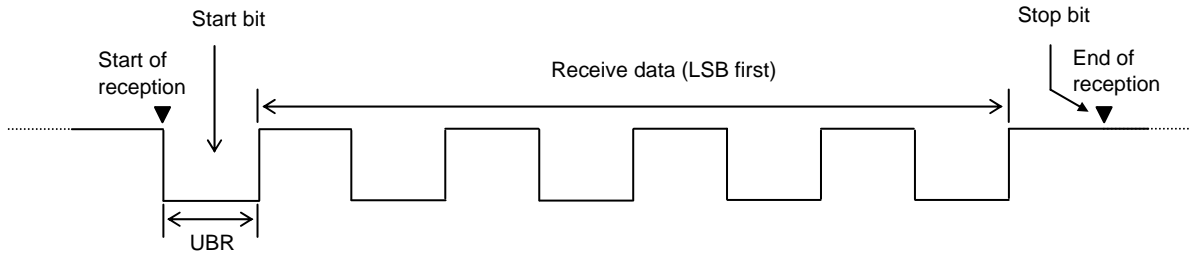 Start bit
Stop bit
Start of
reception
Receive data (LSB first)
End of
reception
UBR